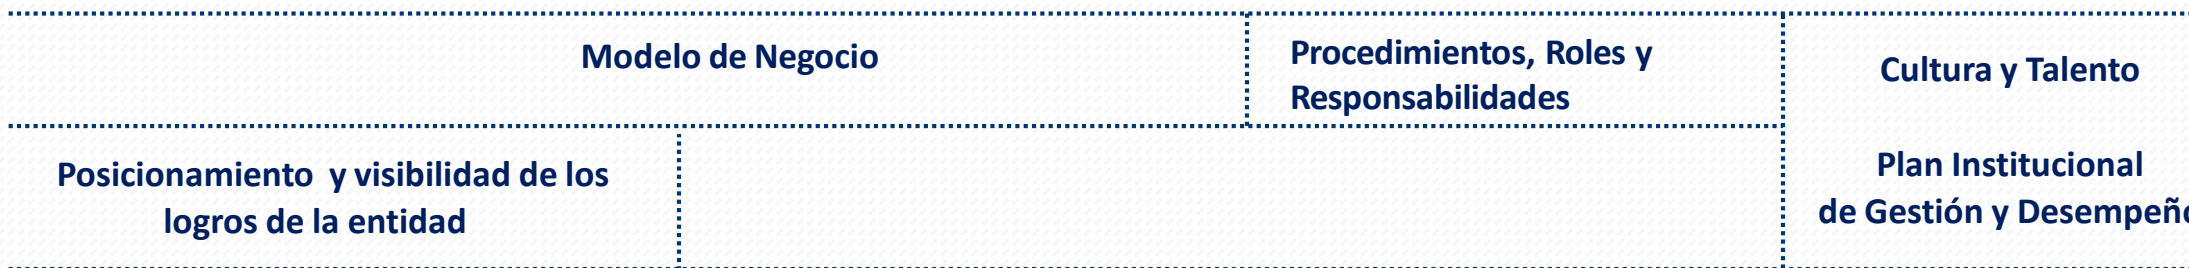 Modelo de Negocio
Procedimientos, Roles y
Responsabilidades
Cultura y Talento
Posicionamiento y visibilidad de los
logros de la entidad
Plan Institucional
de Gestión y Desempeño